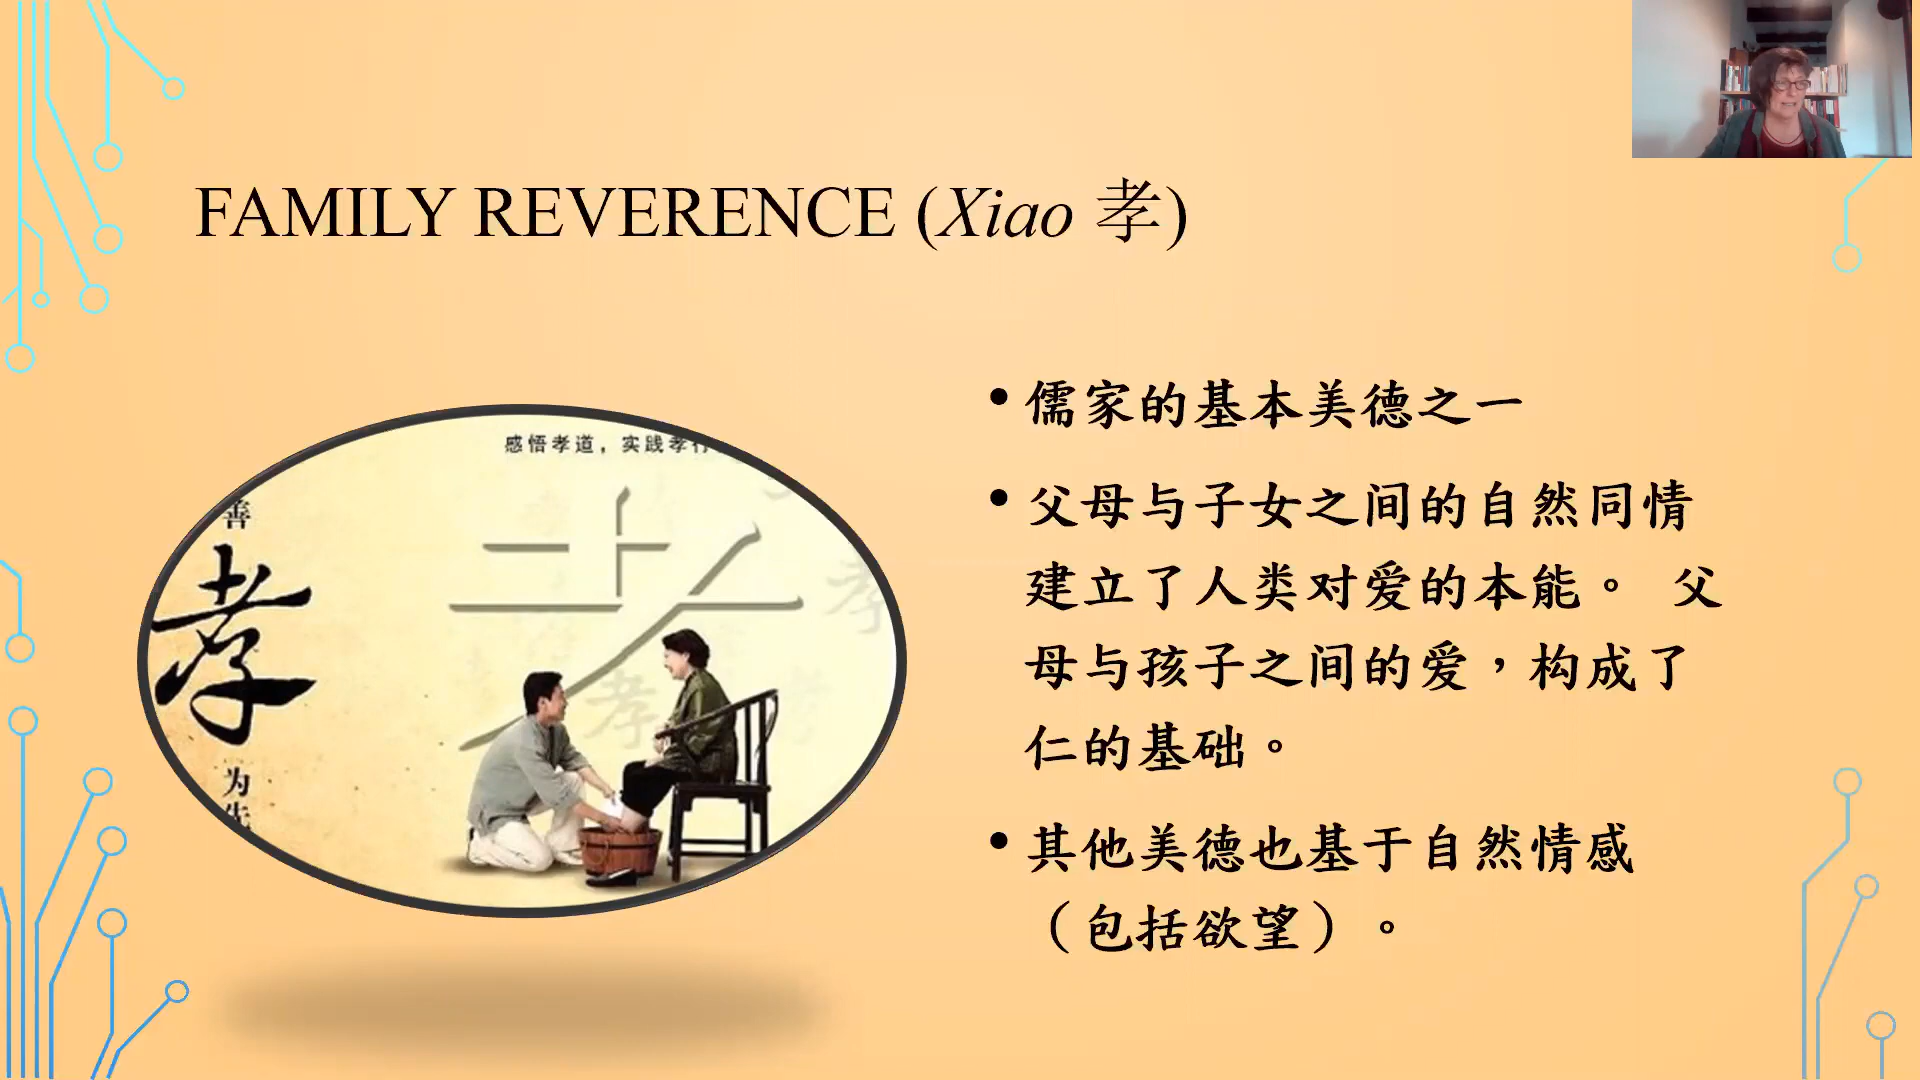 FAMILY REVERENCE (Xiao 孝)
感悟孝道，实践孝行
善
孝
为先
孝
• 儒家的基本美德之一
• 父母与子女之间的自然同情
建立了人类对爱的本能。 父
母与孩子之间的爱，构成了
仁的基础。
• 其他美德也基于自然情感
（包括欲望）。